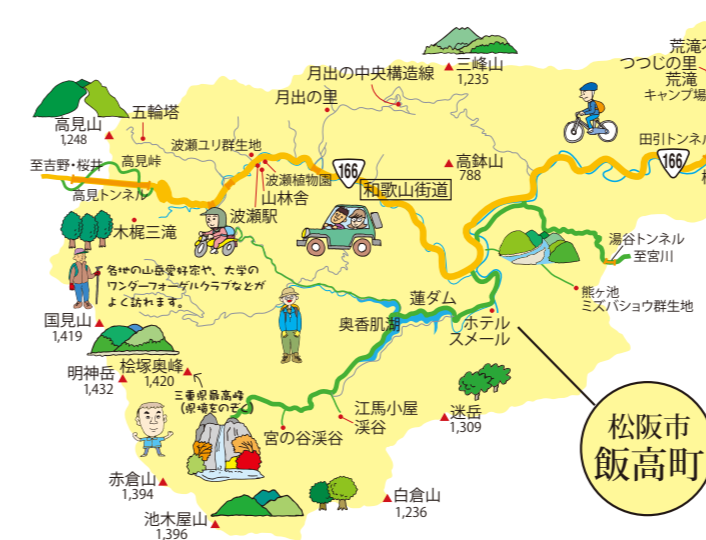 三峰山
1,235
荒滝
つつじの里
荒滝
キャンプ場
月出の中央構造線
月出の里
五輪塔
高見山
1,248
波瀬ユリ群生地
田引トンネル
至吉野・桜井
高見峠
高見トンネル
波瀬植物園
山林舎
波瀬駅
166
和歌山街道
高鉢山
788
166
木梶三滝
湯谷トンネル
至宮川
各地の山岳愛好家や、大学の
ワンダーフォーゲルクラブなどが
よく訪れます。
熊ヶ池
ミズバショウ群生地
蓮ダム
奥香肌湖
ホテル
スメール
国見山
1,419
明神岳
1,432
桧塚奥峰
1,420
三重県最高峰
(県境をのぞく)
江馬小屋
渓谷
宮の谷渓谷
迷岳
1,309
松阪市
飯高町
赤倉山
1,394
池木屋山
1,396
白倉山
1,236